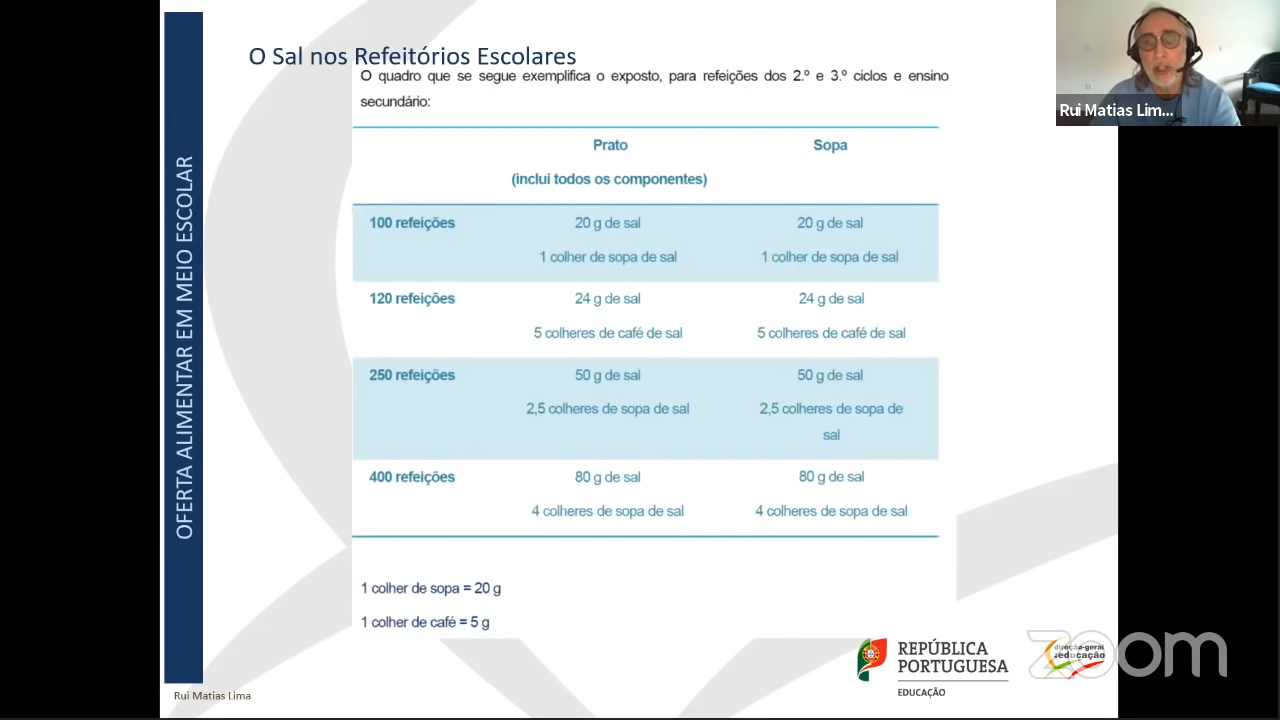 O Sal nos Refeitórios Escolares
O quadro que se segue exemplifica o exposto, para refeições dos 2.º e 3.º ciclos e ensino
secundário:
Prato
Sopa
(inclui todos os componentes)
100 refeições
20 g de sal
20 g de sal
1 colher de sopa de sal
1 colher de sopa de sal
120 refeições
24 g de sal
24 g de sal
5 colheres de café de sal
5 colheres de café de sal
250 refeições
50 g de sal
50 g de sal
2,5 colheres de sopa de sal
2,5 colheres de sopa de
sal
400 refeições
80 g de sal
80 g de sal
4 colheres de sopa de sal
4 colheres de sopa de sal
1 colher de sopa = 20 g
1 colher de café = 5 g
OFERTA ALIMENTAR EM MEIO ESCOLAR
Rui Matias Lima
REPÚBLICA
PORTUGUESA
EDUCAÇÃO
direção-geral
educação
zoom
Rui Matias Lim...